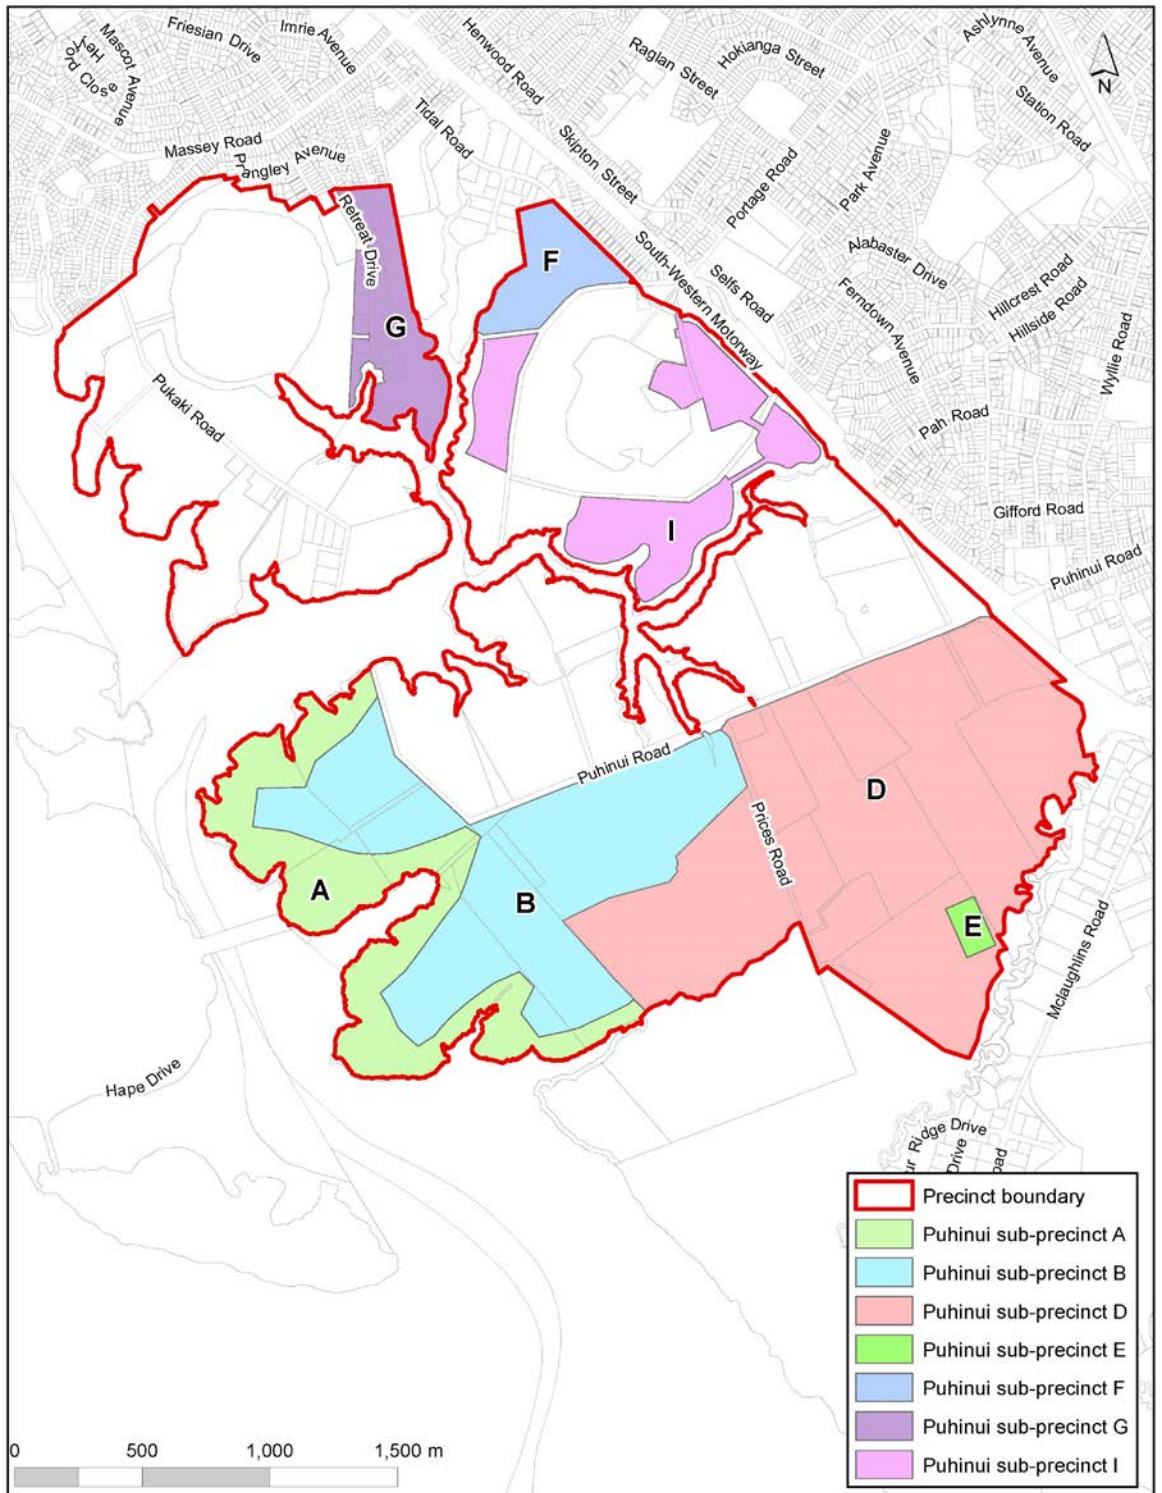 Friesian Drive
Imrie Avenue
Mascot Avenue
Henwood Road
Raglan Street
Hokianga Street
Ashlynne Avenue
N
Station Road
Tidal Road
Massey Road
Prangley Avenue
Skipton Street
Portage Road
Park Avenue
Retreat Drive
F
South-Western Motorway
Selfs Road
Alabaster Drive
Ferndown Avenue
Hillcrest Road
Hillside Road
Wyllie Road
G
Pukaki Road
Pah Road
I
Gifford Road
Puhinui Road
Puhinui Road
D
Prices Road
A
B
E
Mclaughlins Road
Hape Drive
ur Ridge Drive
Drive
oad
Precinct boundary
Puhinui sub-precinct A
Puhinui sub-precinct B
Puhinui sub-precinct D
Puhinui sub-precinct E
Puhinui sub-precinct F
Puhinui sub-precinct G
Puhinui sub-precinct I
0 500 1,000 1,500 m